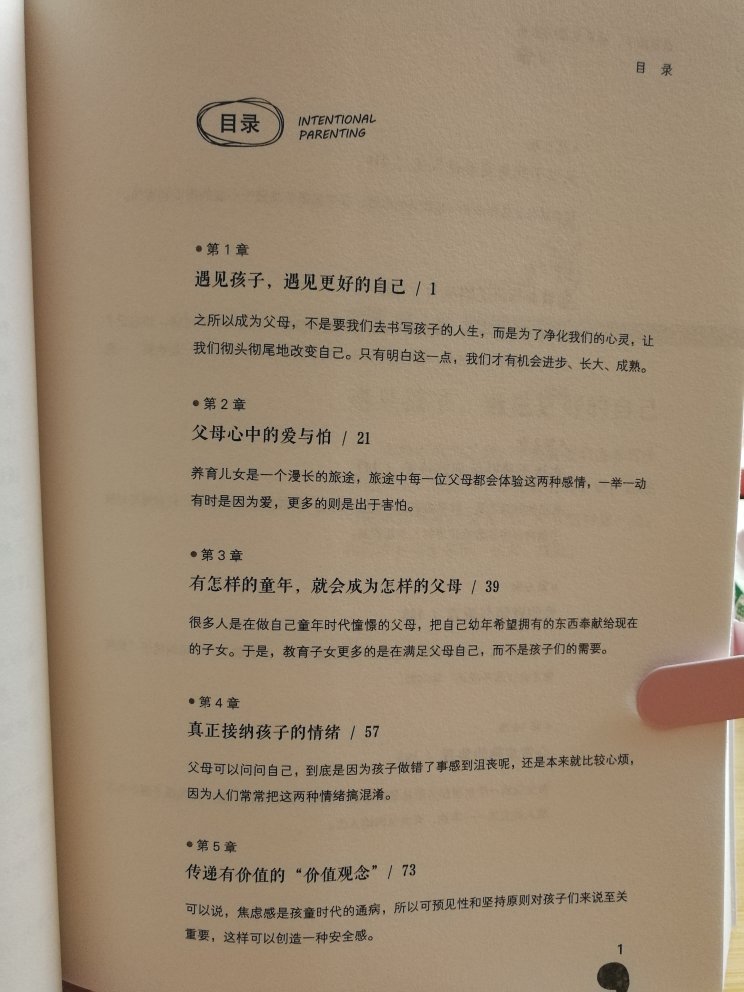 目 录
目录
INTENTIONAL
PARENTING
●第 1 章
遇见孩子，遇见更好的自己 / 1
之所以成为父母，不是要我们去书写孩子的人生，而是为了净化我们的心灵，让
我们彻头彻尾地改变自己。只有明白这一点，我们才有机会进步、长大、成熟。
●第 2 章
父母心中的爱与怕 / 21
养育儿女是一个漫长的旅途，旅途中每一位父母都会体验这两种感情，一举一动
有时是因为爱，更多的则是出于害怕。
●第 3 章
有怎样的童年，就会成为怎样的父母 / 39
很多人是在做自己童年时代憧憬的父母，把自己幼年希望拥有的东西奉献给现在
的子女。于是，教育子女更多的是在满足父母自己，而不是孩子们的需要。
●第 4 章
真正接纳孩子的情绪 / 57
父母可以问问自己，到底是因为孩子做错了事感到沮丧呢，还是本来就比较心烦，
因为人们常常把这两种情绪搞混淆。
●第 5 章
传递有价值的“价值观念” / 73
可以说，焦虑感是孩童时代的通病，所以可预见性和坚持原则对孩子们来说至关
重要，这样可以创造一种安全感。
1